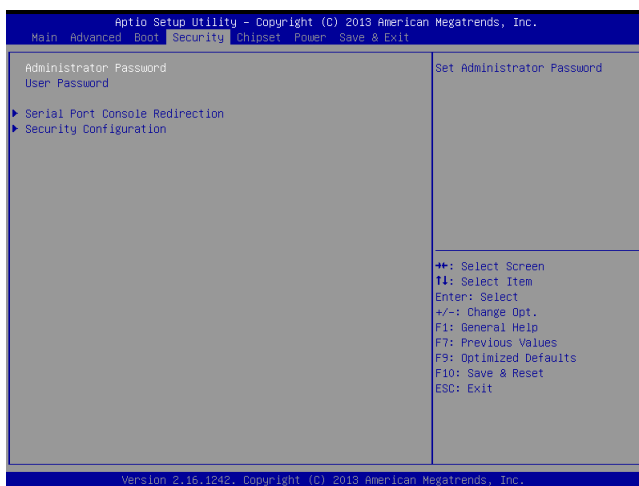 Aptio Setup Utility – Copyright (C) 2013 American Megatrends, Inc.
Main Advanced Boot Security Chipset Power Save & Exit
Administrator Password
User Password
Serial Port Console Redirection
Security Configuration
Set Administrator Password
→←: Select Screen
↑↓: Select Item
Enter: Select
+/-: Change Opt.
F1: General Help
F7: Previous Values
F9: Optimized Defaults
F10: Save & Reset
ESC: Exit
Version 2.16.1242. Copyright (C) 2013 American Megatrends, Inc.